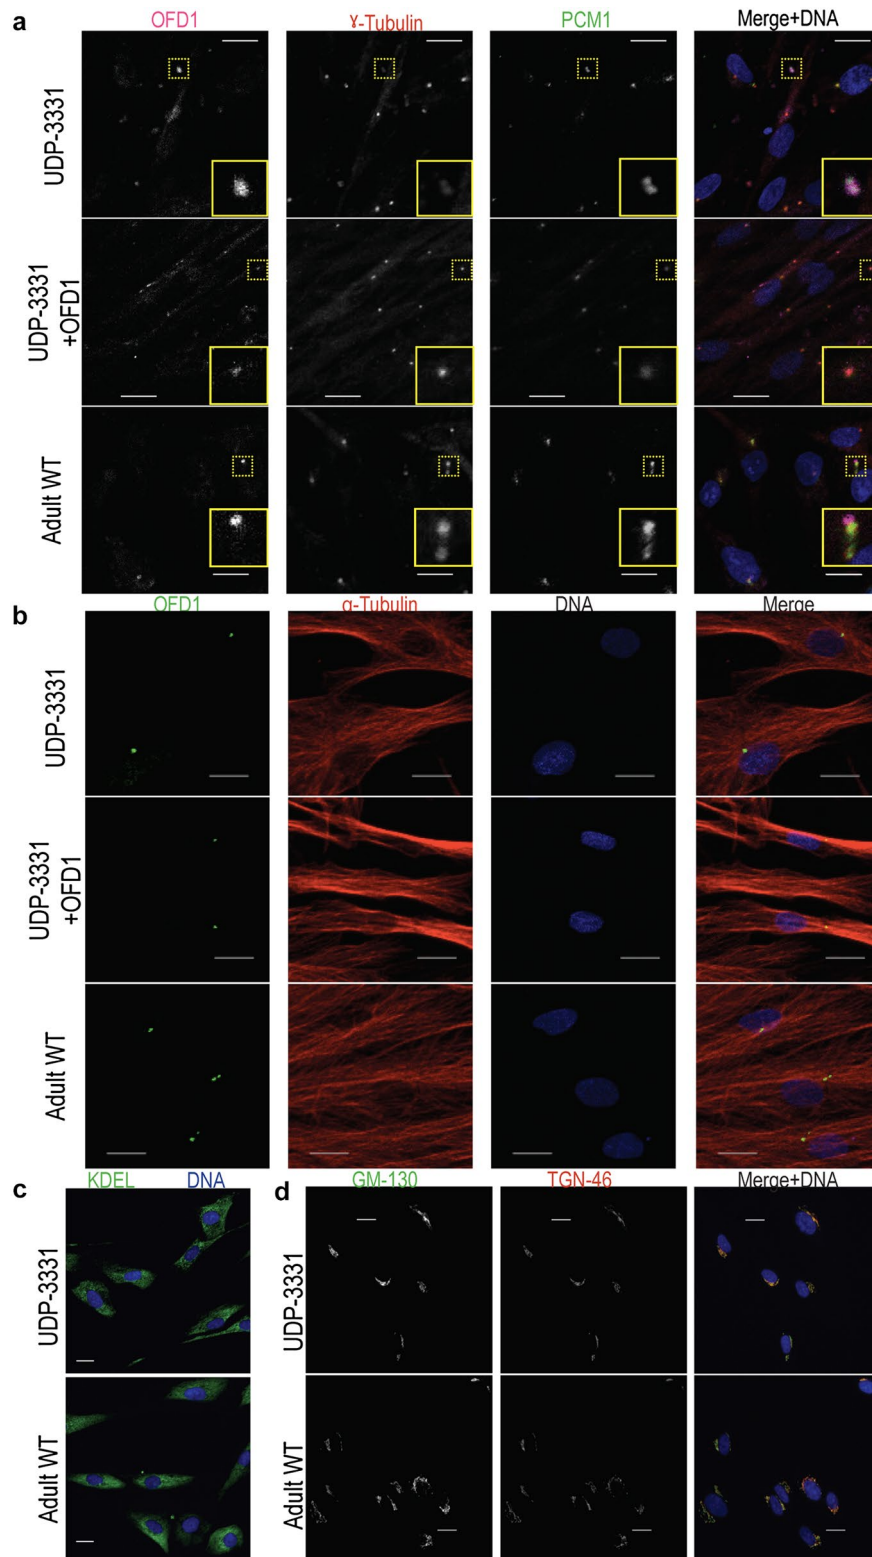 a
OFD1 ɣ-Tubulin PCM1 Merge+DNA
UDP-3331
UDP-3331
+OFD1
Adult WT
b
OFD1 α-Tubulin DNA Merge
UDP-3331
UDP-3331
+OFD1
Adult WT
c
KDEL DNA
UDP-3331
Adult WT
d
GM-130 TGN-46 Merge+DNA
UDP-3331
Adult WT